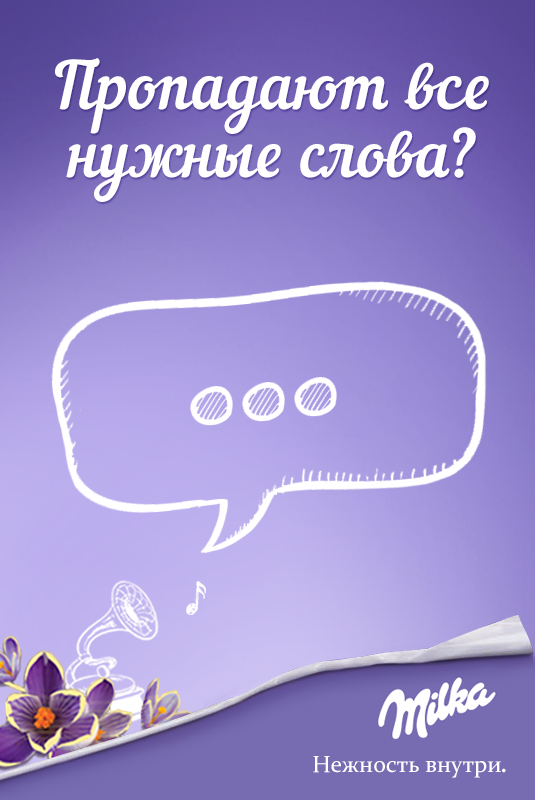 Пропадают все
нужные слова?
Milka
Нежность внутри.